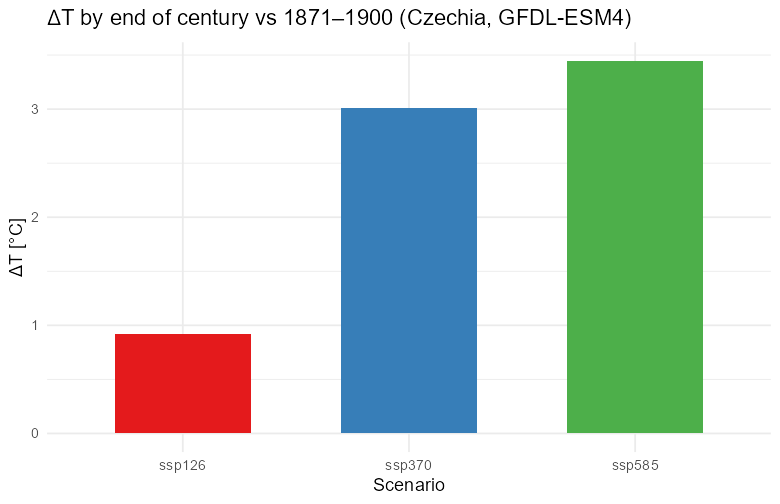 ΔT by end of century vs 1871–1900 (Czechia, GFDL-ESM4)
ΔT [°C]
3
2
1
0
ssp126 ssp370 ssp585
Scenario